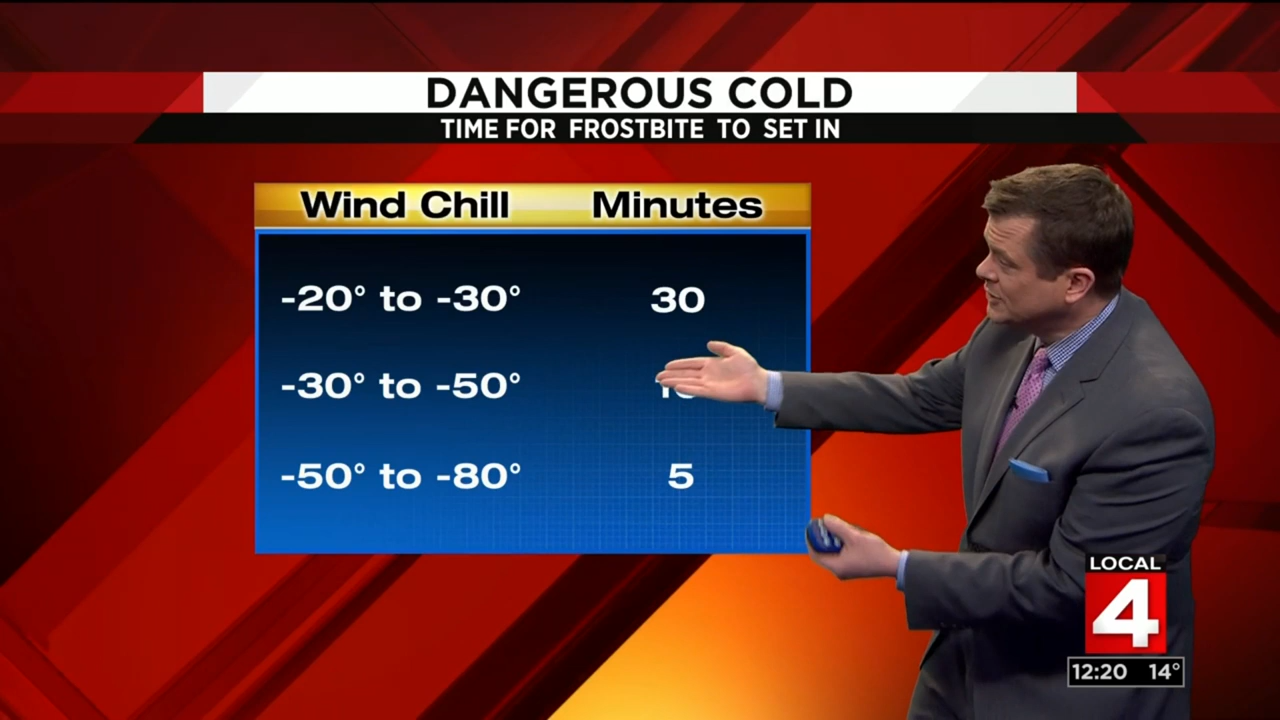 DANGEROUS COLD
TIME FOR FROSTBITE TO SET IN
Wind Chill Minutes
-20° to -30° 30
-30° to -50°
-50° to -80° 5
LOCAL
4
12:20 14°